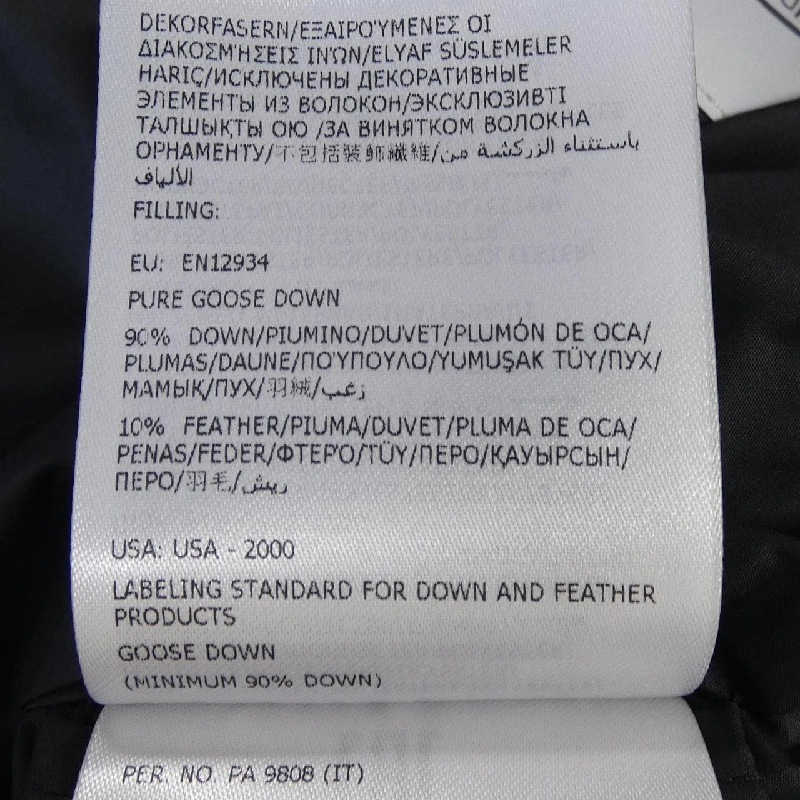 DEKORFASERN/ΕΞΑΙΡΟΎΜΕΝΕΣ ΟΙ
ΔΙΑΚΟΣΜΉΣΕΙΣ ΙΝΏΝ/ELYAF SÜSLEMELER
HARIÇ/ИСКЛЮЧЕНЫ ДЕКОРАТИВНЫЕ
ЭЛЕМЕНТЫ ИЗ ВОЛОКОН/ЭКСКЛЮЗИВТІ
ТАЛШЫҚТЫ ОЮ /ЗА ВИНЯТКОМ ВОЛОКНА
ОРНАМЕНТУ/不包括裝飾纖維/باستثناء الزركشة من
الألياف
FILLING:
EU: EN12934
PURE GOOSE DOWN
90% DOWN/PIUMINO/DUVET/PLUMÓN DE OCA/
PLUMAS/DAUNE/ΠΟΎΠΟΥΛΟ/YUMUŞAK TÜY/ПУХ/
МАМЫҚ/ПУХ/羽絨/زغب
10% FEATHER/PIUMA/DUVET/PLUMA DE OCA/
PENAS/FEDER/ΦΤΕΡΌ/TÜY/ПЕРО/ҚАУЫРСЫН/
ПЕРО/羽毛/ريش
USA: USA - 2000
LABELING STANDARD FOR DOWN AND FEATHER
PRODUCTS
GOOSE DOWN
(MINIMUM 90% DOWN)
PER. NO. PA 9808 (IT)